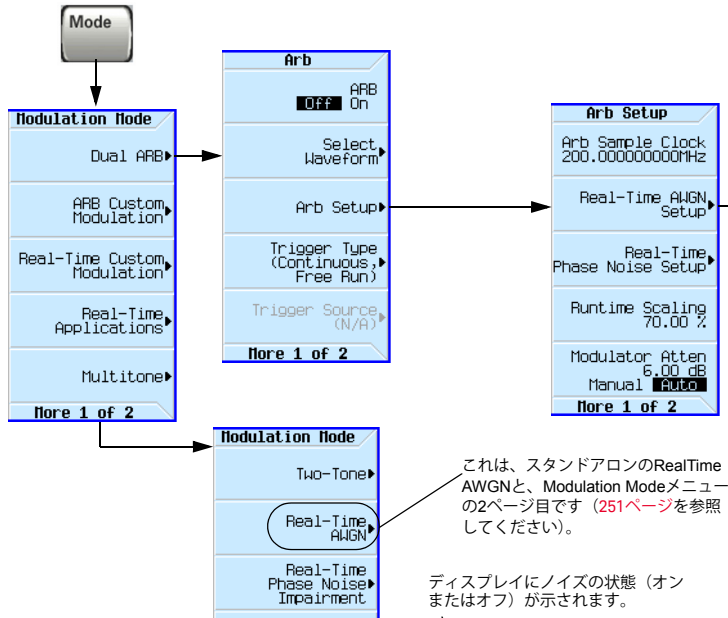 Mode
Modulation Mode
Dual ARB
ARB Custom
Modulation
Real-Time Custom
Modulation
Real-Time
Applications
Multitone
More 1 of 2
Arb
ARB
Off On
Select
Waveform
Arb Setup
Trigger Type
(Continuous,
Free Run)
Trigger Source
(N/A)
More 1 of 2
Arb Setup
Arb Sample Clock
200.000000000MHz
Real-Time AWGN
Setup
Real-Time
Phase Noise Setup
Runtime Scaling
70.00 %
Modulator Atten
6.00 dB
Manual Auto
More 1 of 2
Modulation Mode
Two-Tone
Real-Time
AWGN
Real-Time
Phase Noise
Impairment
これは、スタンドアロンのRealTime
AWGNと、Modulation Modeメニュー
の2ページ目です（251ページを参照
してください）。
ディスプレイにノイズの状態（オン
またはオフ）が示されます。